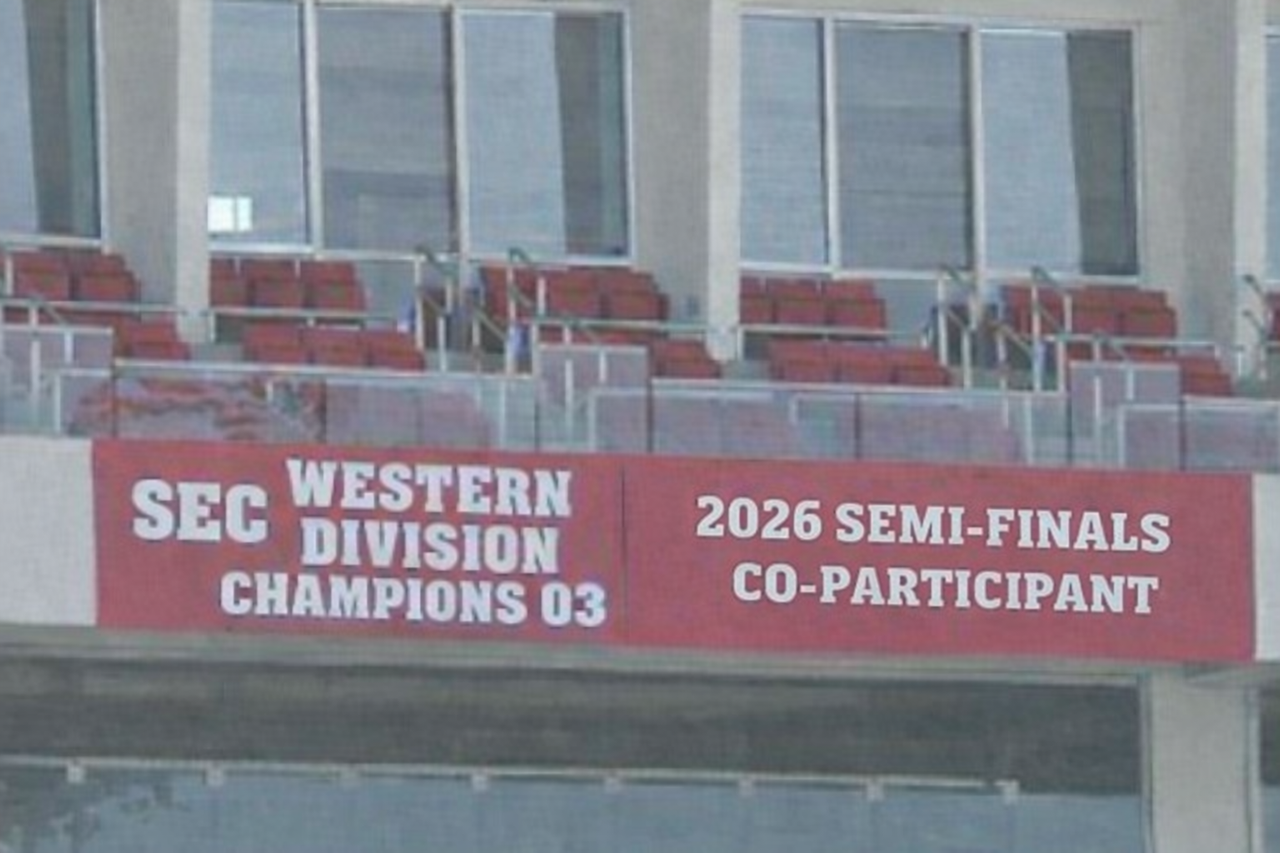 SEC WESTERN
DIVISION
CHAMPIONS 03
2026 SEMI-FINALS
CO-PARTICIPANT